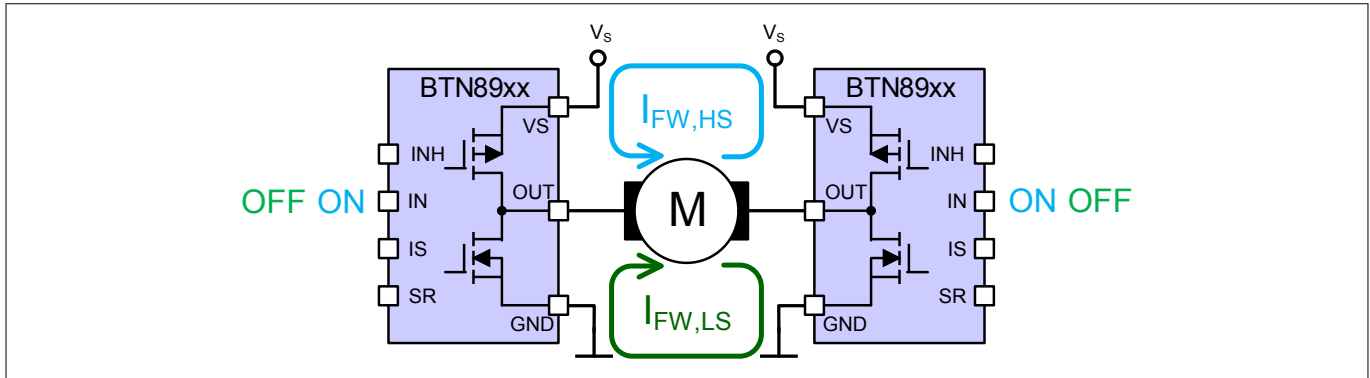 VS
VS
BTN89xx
BTN89xx
VS
IFW,HS
VS
INH
INH
OUT
OUT
OFF ON
IN
M
IN
ON OFF
IS
IS
SR
SR
GND
IFW,LS
GND